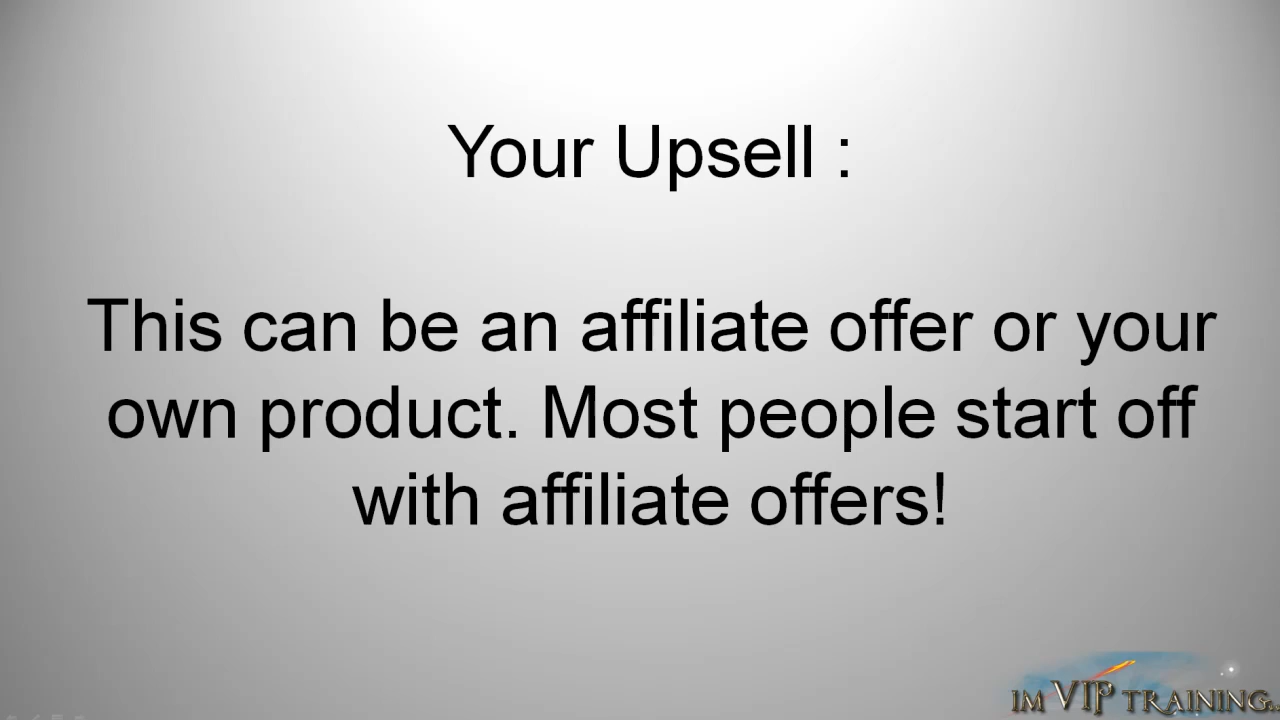 Your Upsell :
This can be an affiliate offer or your
own product. Most people start off
with affiliate offers!
IM VIP TRAINING..